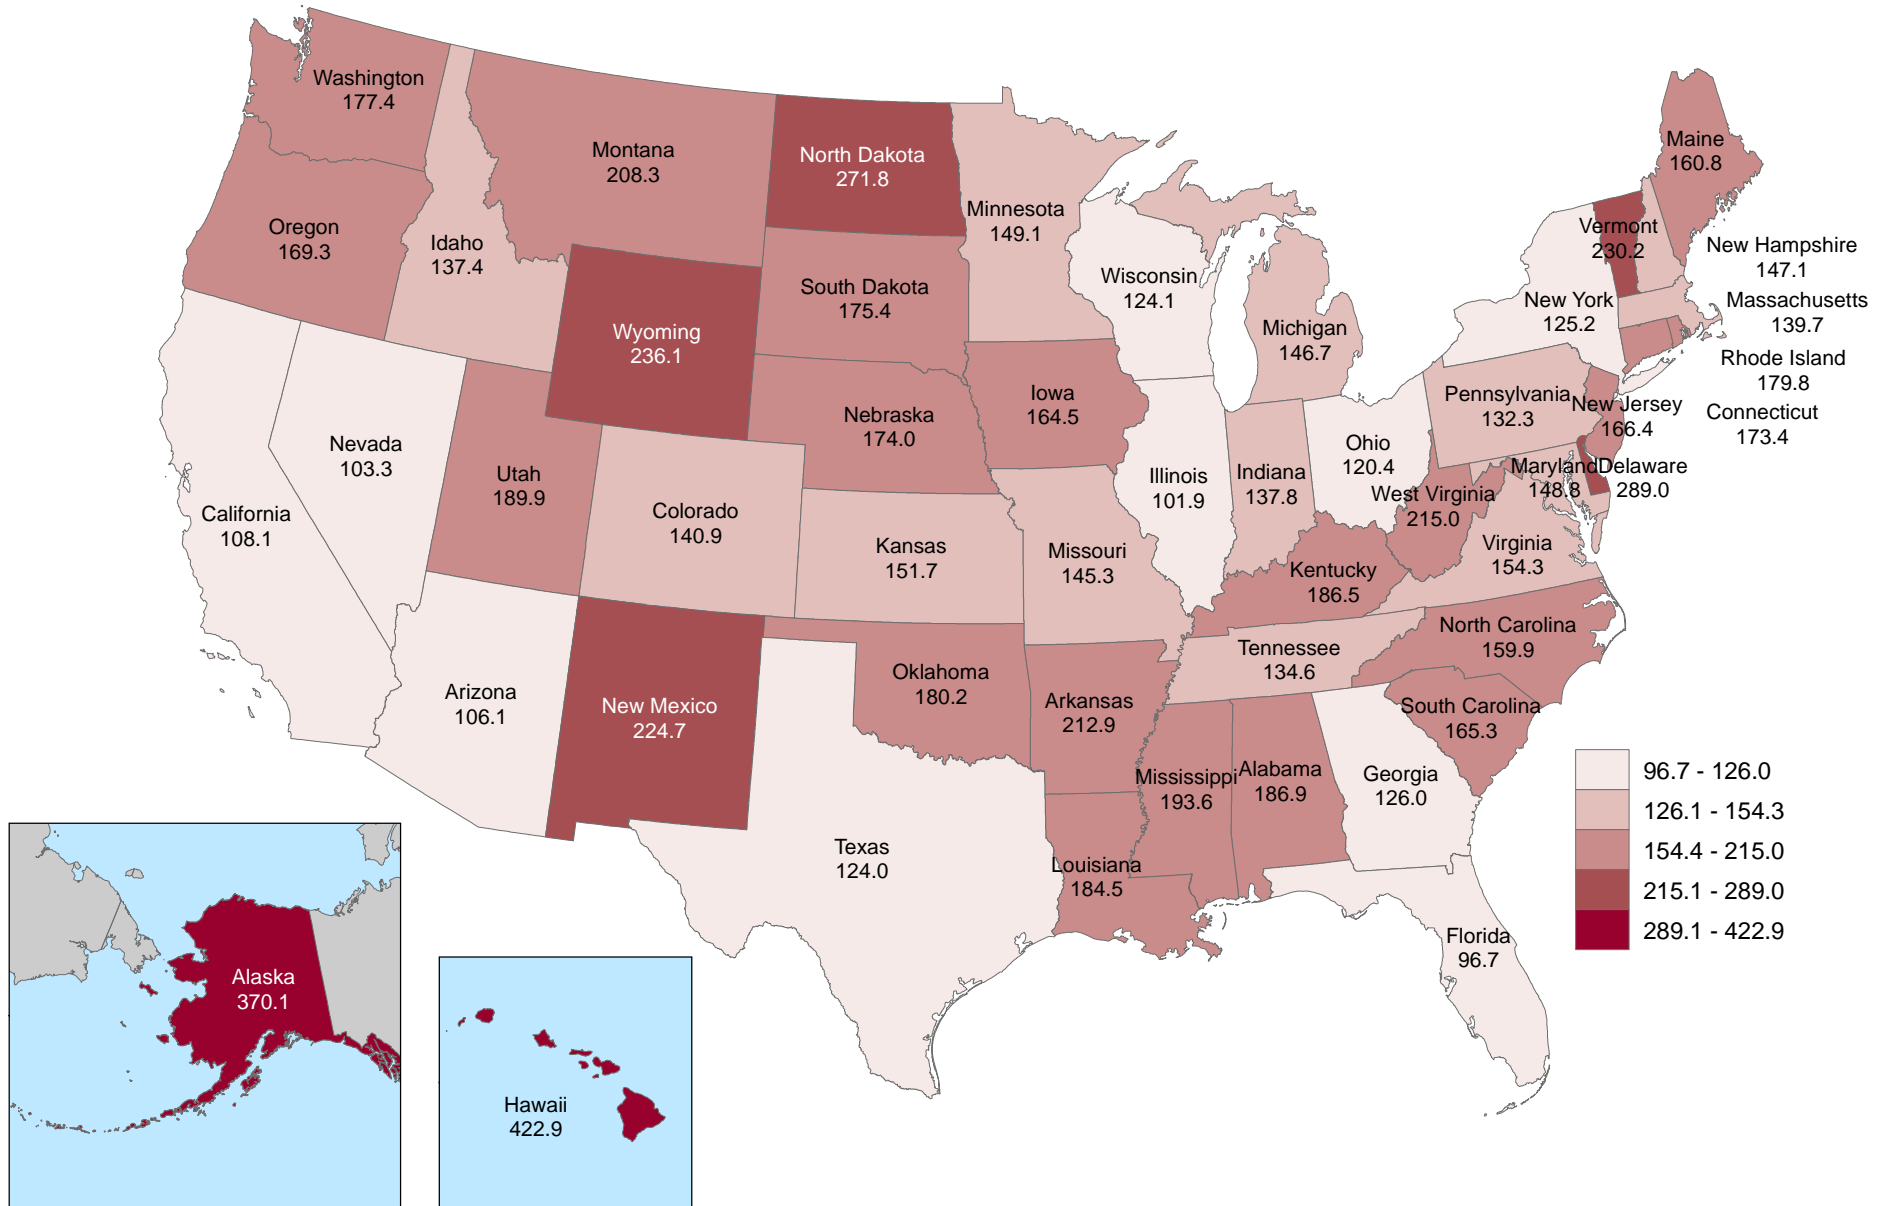 Washington
177.4
Montana
208.3
North Dakota
271.8
Minnesota
149.1
Maine
160.8
Oregon
169.3
Idaho
137.4
Vermont
230.2
New Hampshire
147.1
South Dakota
175.4
Wisconsin
124.1
New York
125.2
Massachusetts
139.7
Wyoming
236.1
Michigan
146.7
Rhode Island
179.8
Iowa
164.5
Pennsylvania
132.3
New Jersey
166.4
Connecticut
173.4
Nebraska
174.0
Nevada
103.3
Utah
189.9
Ohio
120.4
Illinois
101.9
Indiana
137.8
Maryland
148.8
Delaware
289.0
West Virginia
215.0
California
108.1
Colorado
140.9
Kansas
151.7
Missouri
145.3
Virginia
154.3
Kentucky
186.5
North Carolina
159.9
Tennessee
134.6
Arizona
106.1
New Mexico
224.7
Oklahoma
180.2
Arkansas
212.9
South Carolina
165.3
Mississippi
193.6
Alabama
186.9
Georgia
126.0
Texas
124.0
Louisiana
184.5
Florida
96.7
Alaska
370.1
Hawaii
422.9
96.7 - 126.0
126.1 - 154.3
154.4 - 215.0
215.1 - 289.0
289.1 - 422.9